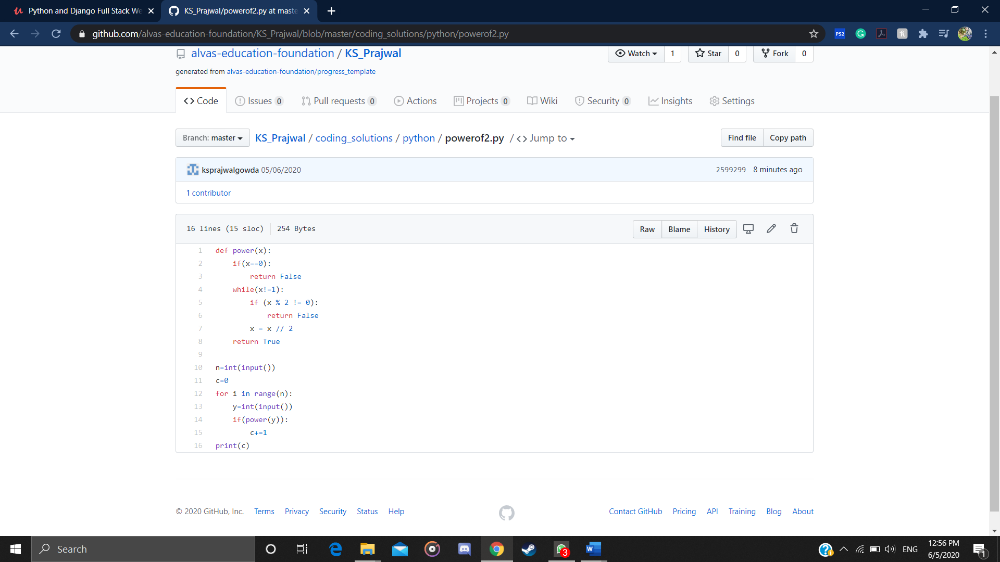 Python and Django Full Stack We
KS_Prajwal/powerof2.py at maste
github.com/alvas-education-foundation/KS_Prajwal/blob/master/coding_solutions/python/powerof2.py
PS2
alvas-education-foundation / KS_Prajwal
Watch 1 Star 0 Fork 0
generated from alvas-education-foundation/progress_template
Code Issues 0 Pull requests 0 Actions Projects 0 Wiki Security 0 Insights Settings
Branch: master KS_Prajwal / coding_solutions / python / powerof2.py / <> Jump to Find file Copy path
ksprajwalgowda 05/06/2020 2599299 8 minutes ago
1 contributor
16 lines (15 sloc) 254 Bytes Raw Blame History
1 def power(x):
2 if(x==0):
3 return False
4 while(x!=1):
5 if (x % 2 != 0):
6 return False
7 x = x // 2
8 return True
9
10 n=int(input())
11 c=0
12 for i in range(n):
13 y=int(input())
14 if(power(y)):
15 c+=1
16 print(c)
© 2020 GitHub, Inc. Terms Privacy Security Status Help Contact GitHub Pricing API Training Blog About
Search 3 W ENG 12:56 PM 1
6/5/2020